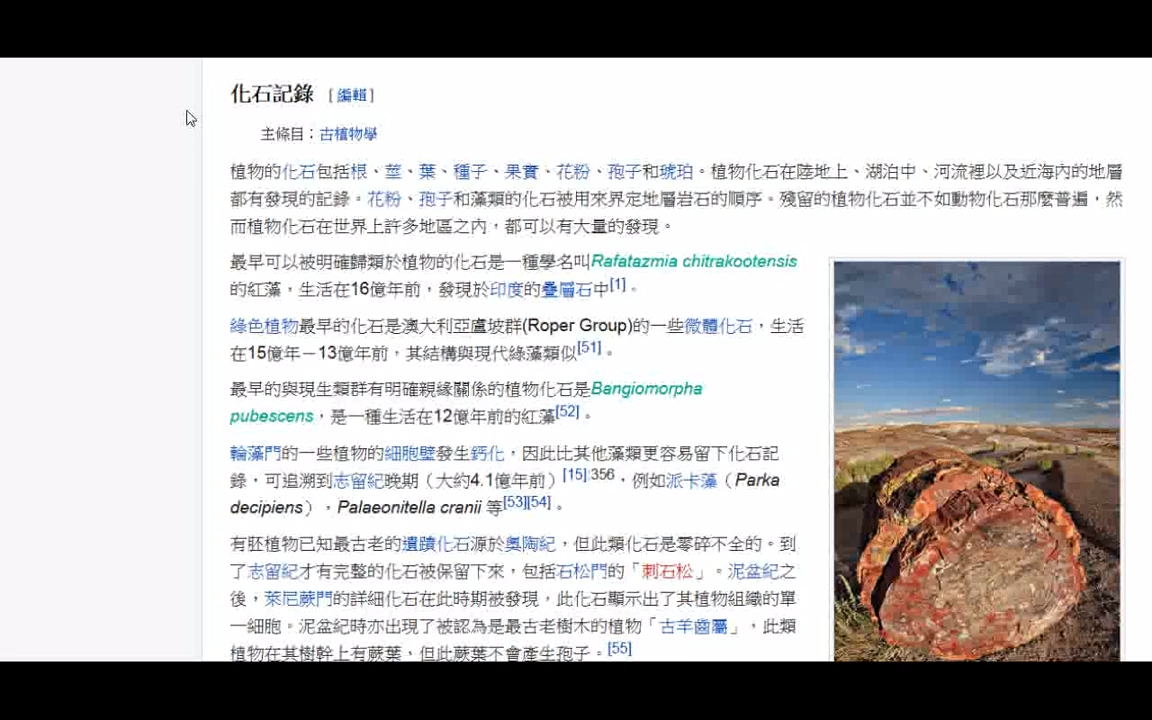 化石記錄 [編輯]
主條目：古植物學
植物的化石包括根、莖、葉、種子、果實、花粉、孢子和琥珀。植物化石在陸地上、湖泊中、河流裡以及近海內的地層
都有發現的記錄。花粉、孢子和藻類的化石被用來界定地層岩石的順序。殘留的植物化石並不如動物化石那麼普遍，然
而植物化石在世界上許多地區之內，都可以有大量的發現。
最早可以被明確歸類於植物的化石是一種學名叫Rafatazmia chitrakootensis
的紅藻，生活在16億年前，發現於印度的疊層石中[1]。
綠色植物最早的化石是澳大利亞盧坡群(Roper Group)的一些微體化石，生活
在15億年－13億年前，其結構與現代綠藻類似[51]。
最早的與現生類群有明確親緣關係的植物化石是Bangiomorpha
pubescens，是一種生活在12億年前的紅藻[52]。
輪藻門的一些植物的細胞壁發生鈣化，因此比其他藻類更容易留下化石記
錄，可追溯到志留紀晚期（大約4.1億年前）[15]:356，例如派卡藻（Parka
decipiens），Palaeonitella cranii 等[53][54]。
有胚植物已知最古老的遺蹟化石源於奧陶紀，但此類化石是零碎不全的。到
了志留紀才有完整的化石被保留下來，包括石松門的「刺石松」。泥盆紀之
後，萊尼蕨門的詳細化石在此時期被發現，此化石顯示出了其植物組織的單
一細胞。泥盆紀時亦出現了被認為是最古老樹木的植物「古羊齒屬」，此類
植物在其樹幹上有蕨葉，但此蕨葉不會產生孢子。[55]